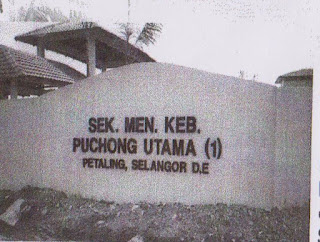 SEK. MEN. KEB.
PUCHONG UTAMA (1)
PETALING, SELANGOR D.E